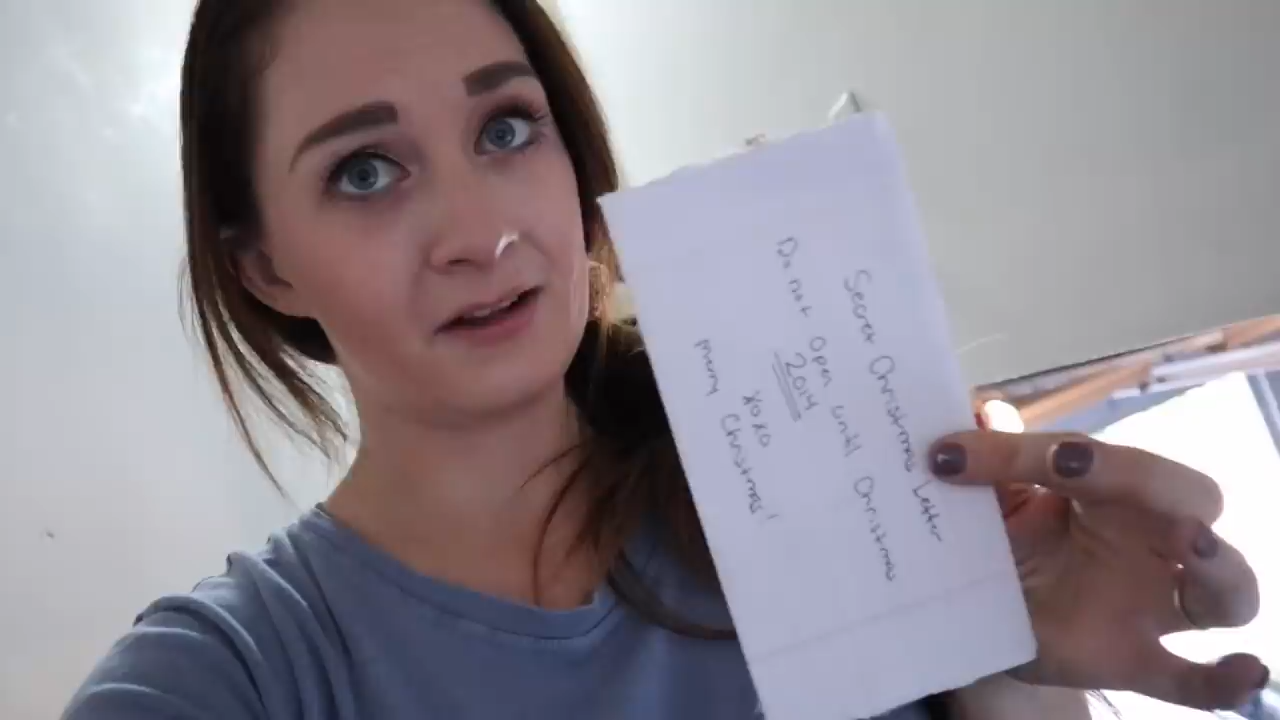 Secret Christmas Letter
Do not open until Christmas
2014
xoxo
Merry Christmas!